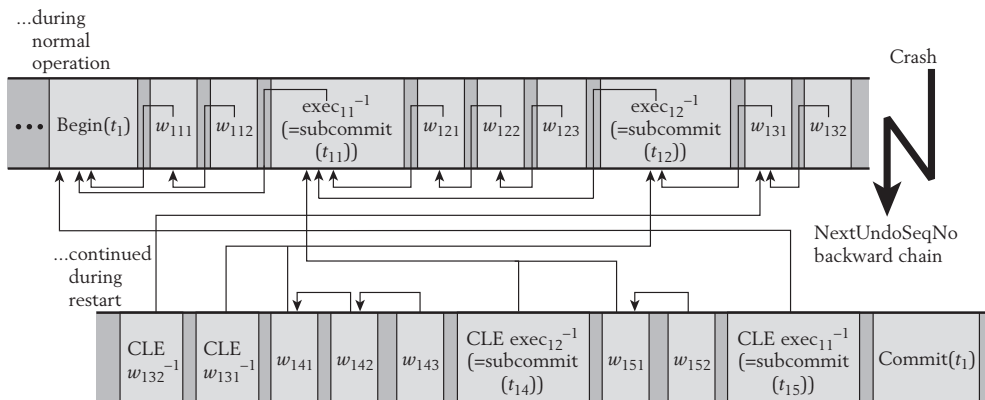 ...during
normal
operation
Crash
... Begin(t₁) w₁₁₁ w₁₁₂ exec₁₁⁻¹ (=subcommit (t₁₁)) w₁₂₁ w₁₂₂ w₁₂₃ exec₁₂⁻¹ (=subcommit (t₁₂)) w₁₃₁ w₁₃₂
NextUndoSeqNo
backward chain
...continued
during
restart
CLE w₁₃₂⁻¹ CLE w₁₃₁⁻¹ w₁₄₁ w₁₄₂ w₁₄₃ CLE exec₁₂⁻¹ (=subcommit (t₁₄)) w₁₅₁ w₁₅₂ CLE exec₁₁⁻¹ (=subcommit (t₁₅)) Commit(t₁)